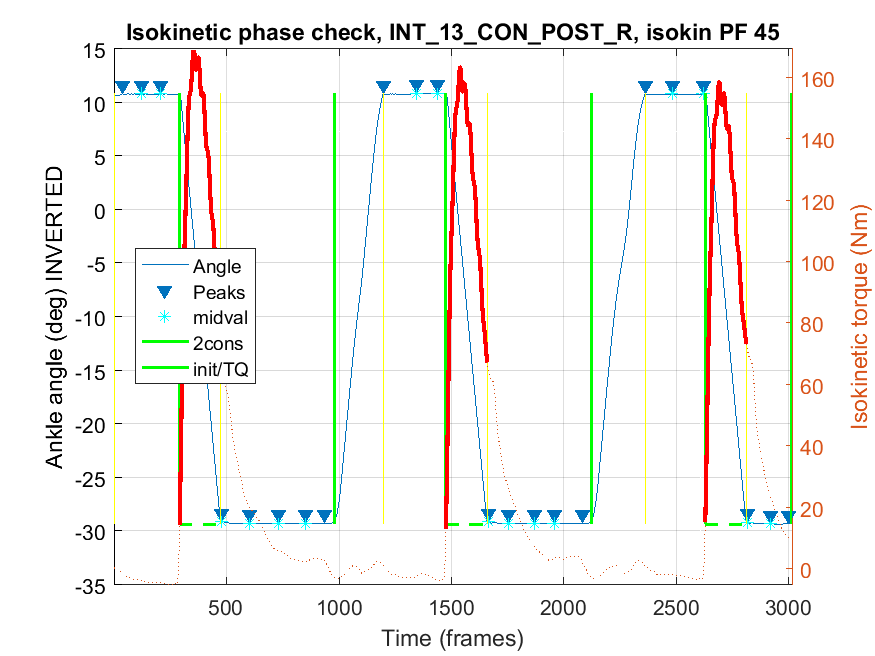 Isokinetic phase check, INT_13_CON_POST_R, isokin PF 45
15
10
5
0
-5
-10
-15
-20
-25
-30
-35
Ankle angle (deg) INVERTED
Angle
Peaks
midval
2cons
init/TQ
160
140
120
100
80
60
40
20
0
Isokinetic torque (Nm)
500
1000
1500
2000
2500
3000
Time (frames)